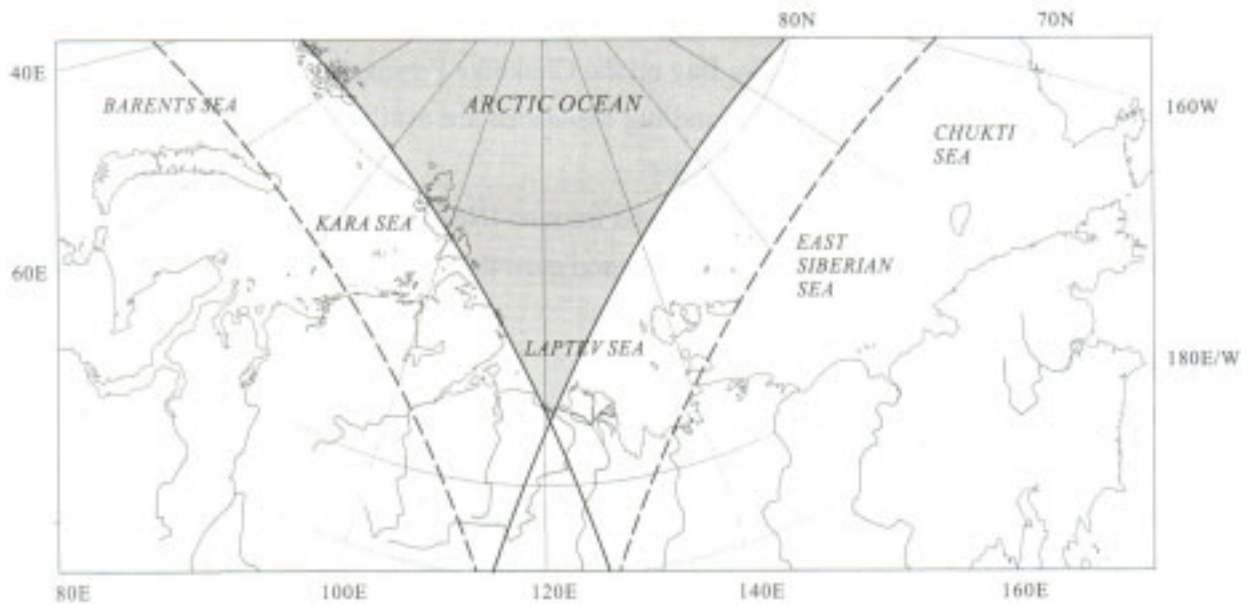 80N
70N
40E
BARENTS SEA
ARCTIC OCEAN
160W
CHUKTI
SEA
KARA SEA
EAST
SIBERIAN
SEA
60E
LAPTEV SEA
180E/W
80E
100E
120E
140E
160E